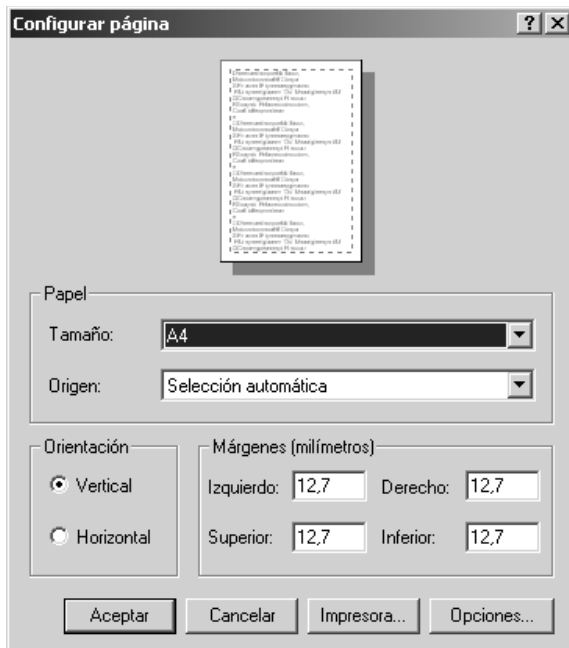 Configurar página
Papel
Tamaño: A4
Origen: Selección automática
Orientación
Vertical
Horizontal
Márgenes (milímetros)
Izquierdo: 12,7 Derecho: 12,7
Superior: 12,7 Inferior: 12,7
Aceptar Cancelar Impresora... Opciones...